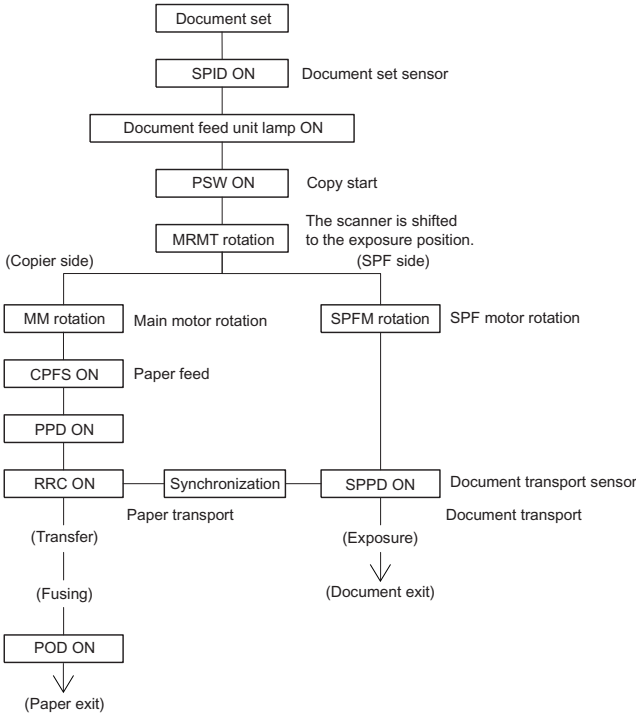 Document set
SPID ON
Document set sensor
Document feed unit lamp ON
PSW ON
Copy start
MRMT rotation
The scanner is shifted
to the exposure position.
(Copier side)
(SPF side)
MM rotation
Main motor rotation
SPFM rotation
SPF motor rotation
CPFS ON
Paper feed
PPD ON
RRC ON
Synchronization
SPPD ON
Document transport sensor
Paper transport
Document transport
(Transfer)
(Exposure)
(Fusing)
(Document exit)
POD ON
(Paper exit)